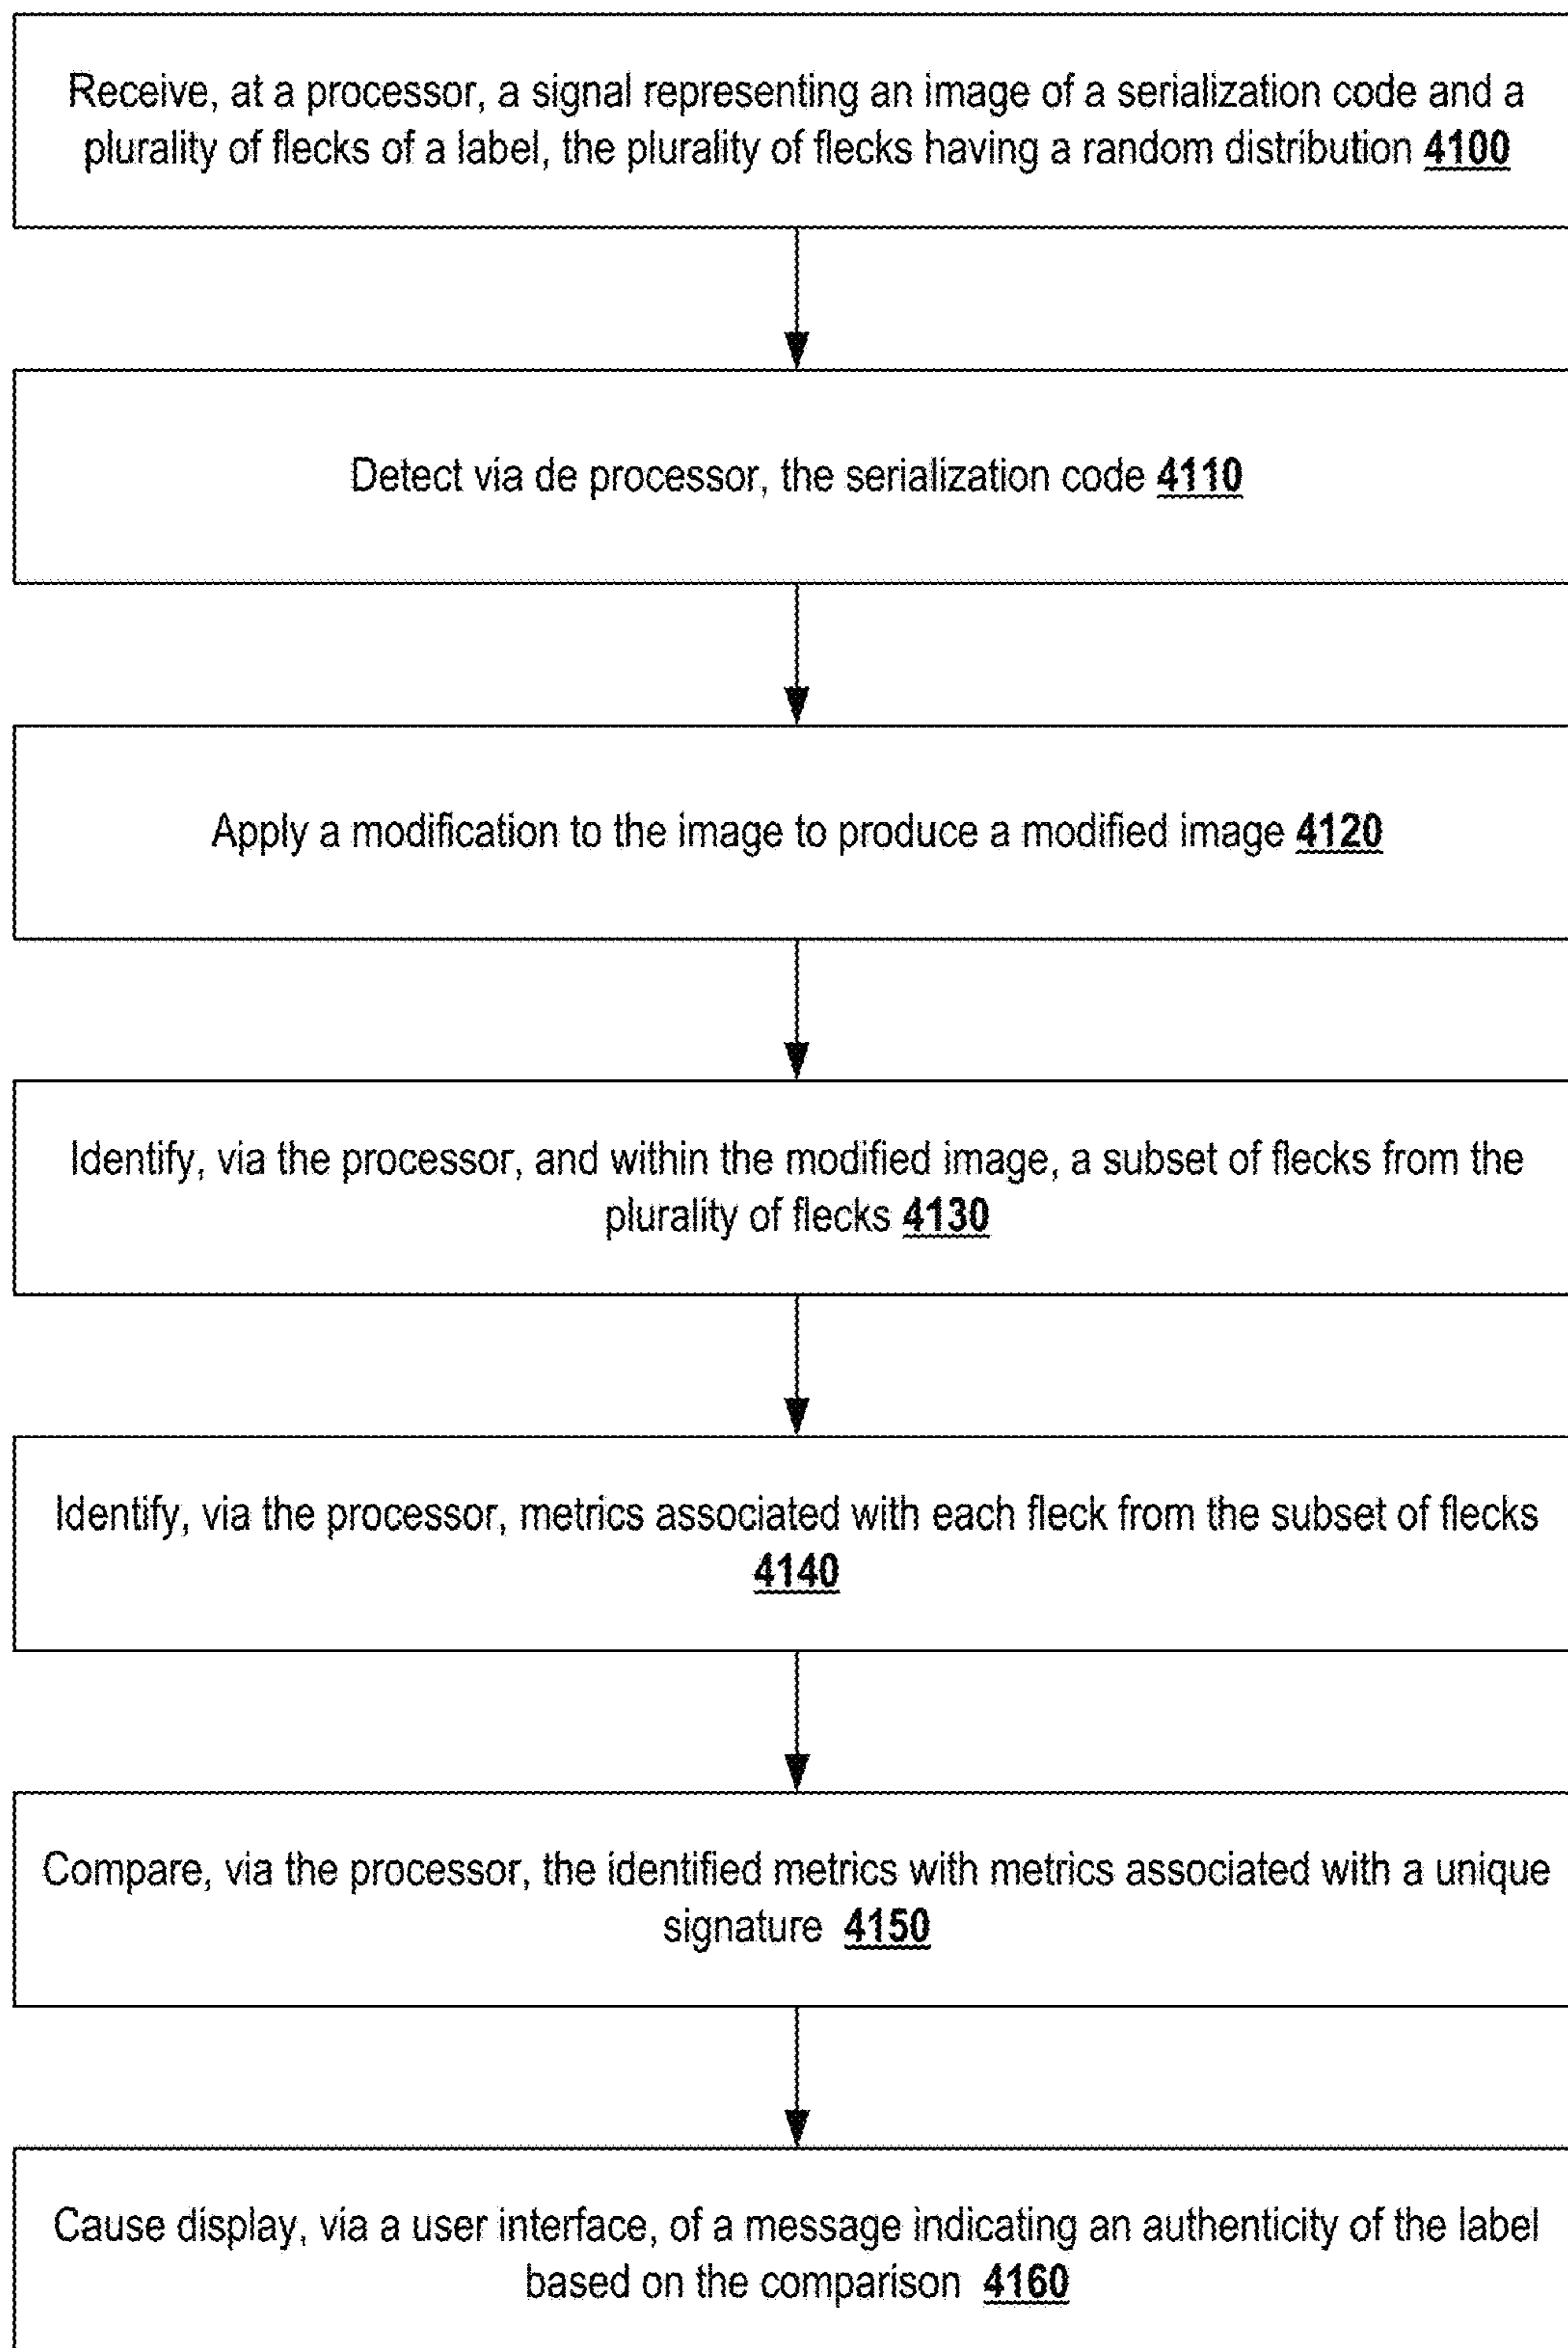 Receive, at a processor, a signal representing an image of a serialization code and a
plurality of flecks of a label, the plurality of flecks having a random distribution 4100
Detect via de processor, the serialization code 4110
Apply a modification to the image to produce a modified image 4120
Identify, via the processor, and within the modified image, a subset of flecks from the
plurality of flecks 4130
Identify, via the processor, metrics associated with each fleck from the subset of flecks
4140
Compare, via the processor, the identified metrics with metrics associated with a unique
signature 4150
Cause display, via a user interface, of a message indicating an authenticity of the label
based on the comparison 4160